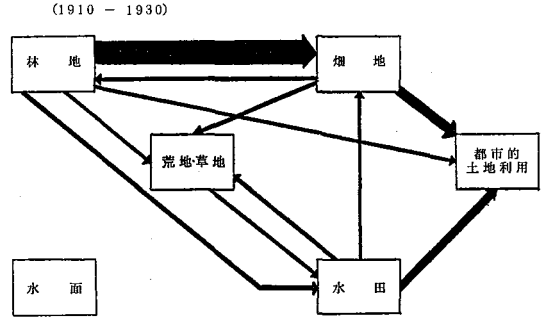 (1910 － 1930)
林　地
畑　地
荒地·草地
都市的
土地利用
水　面
水　田